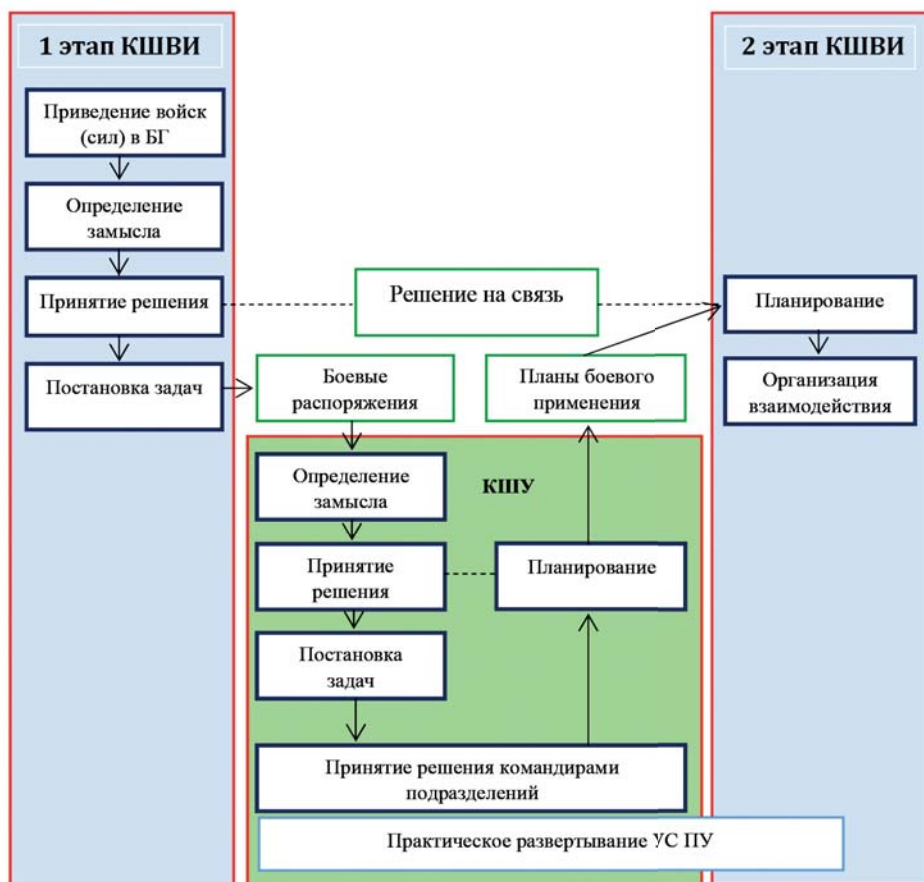 1 этап КШВИ
Приведение войск
(сил) в БГ
Определение
замысла
Принятие решения
Постановка задач
Решение на связь
Боевые
распоряжения
Планы боевого
применения
КШУ
Определение
замысла
Принятие
решения
Планирование
Постановка
задач
Принятие решения командирами
подразделений
Практическое развертывание УС ПУ
2 этап КШВИ
Планирование
Организация
взаимодействия